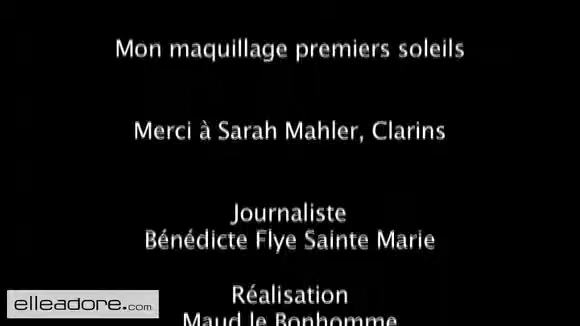 Mon maquillage premiers soleils
Merci à Sarah Mahler, Clarins
Journaliste
Bénédicte Flye Sainte Marie
Réalisation
Maud le Bonhomme
elleadore.com